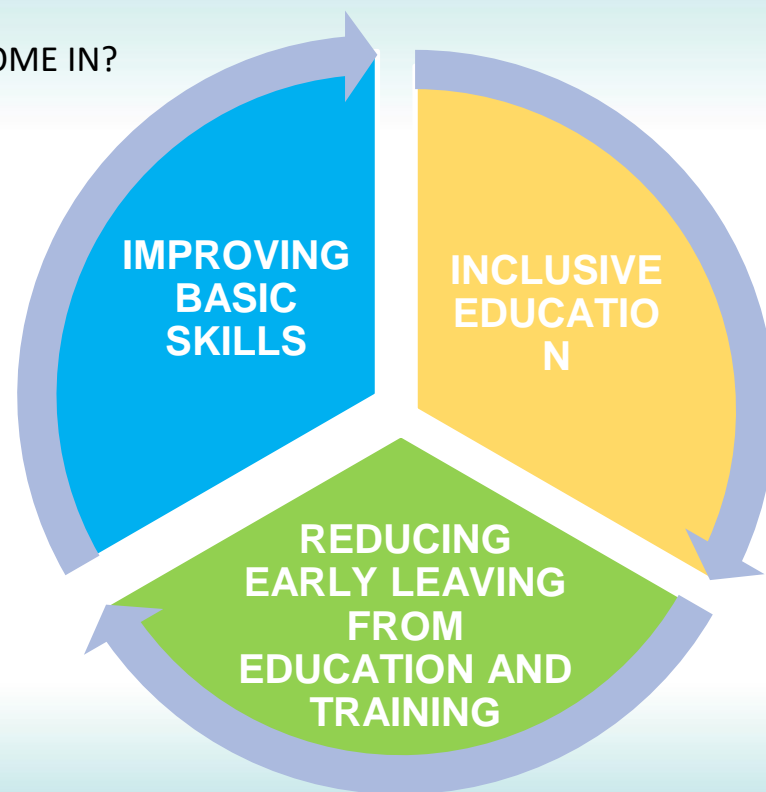 OME IN?
IMPROVING
BASIC
SKILLS
INCLUSIVE
EDUCATIO
N
REDUCING
EARLY LEAVING
FROM
EDUCATION AND
TRAINING